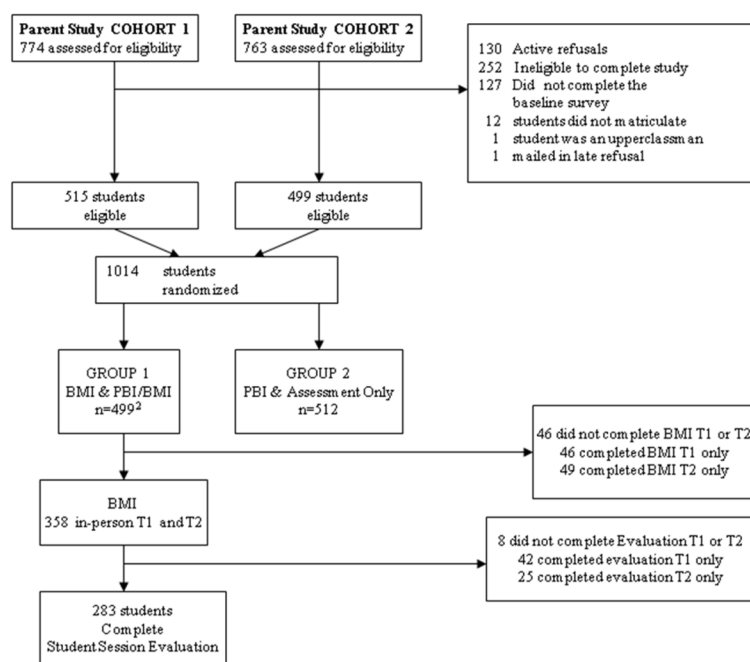 Parent Study COHORT 1
774 assessed for eligibility
Parent Study COHORT 2
763 assessed for eligibility
130 Active refusals
252 Ineligible to complete study
127 Did not complete the
baseline survey
12 students did not matriculate
1 student was an upperclassman
1 mailed in late refusal
515 students
eligible
499 students
eligible
1014 students
randomized
GROUP 1
BMI & PBI/BMI
n=499²
GROUP 2
PBI & Assessment Only
n=512
46 did not complete BMI T1 or T2
46 completed BMI T1 only
49 completed BMI T2 only
BMI
358 in-person T1 and T2
8 did not complete Evaluation T1 or T2
42 completed evaluation T1 only
25 completed evaluation T2 only
283 students
Complete
Student Session Evaluation